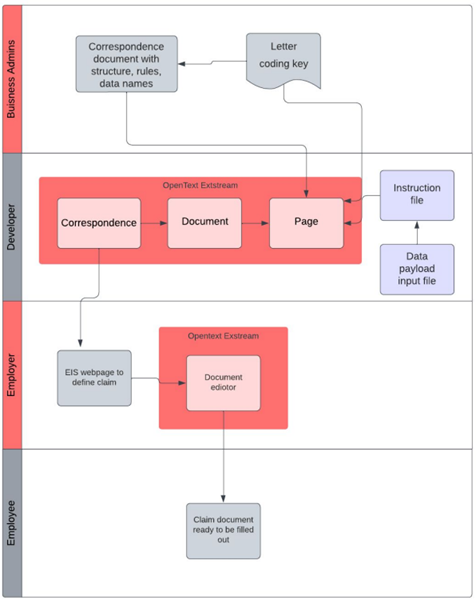 Buisness Admins
Correspondence
document with
structure, rules,
data names
Letter
coding key
Developer
OpenText Extstream
Correspondence
Document
Page
Instruction
file
Data
payload
input file
Employer
EIS webpage to
define claim
Opentext Exstream
Document
ediotor
Employee
Claim document
ready to be filled
out